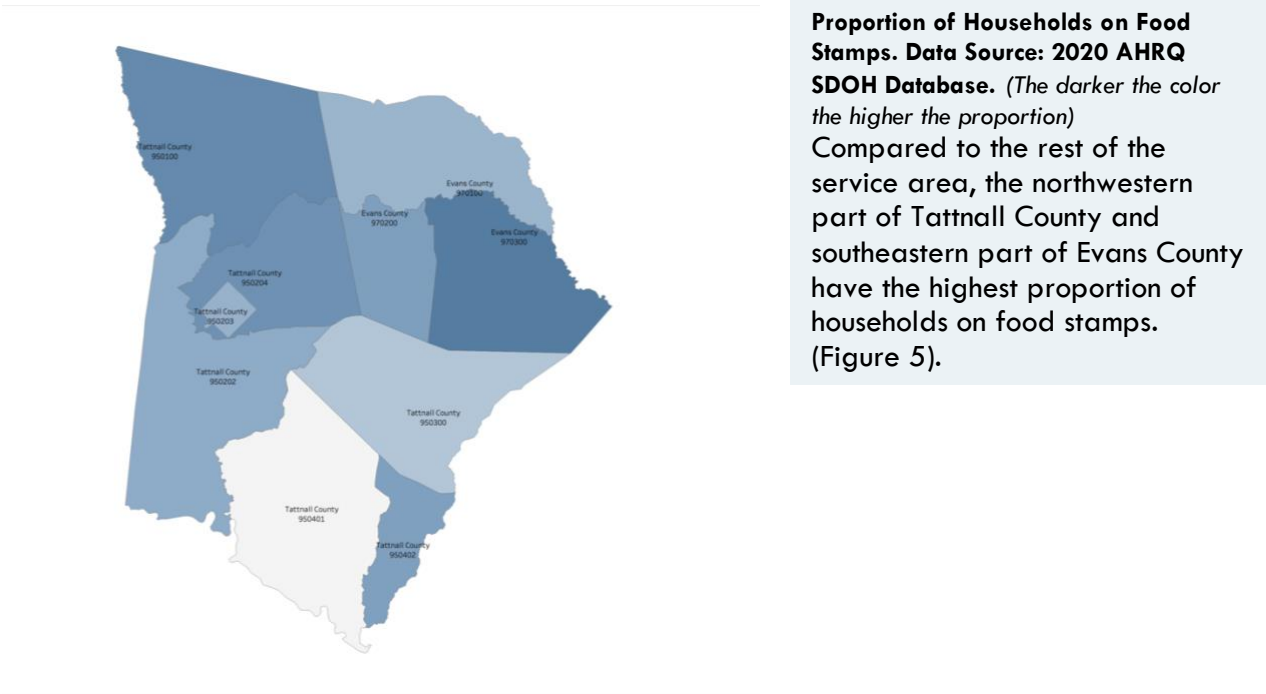 Proportion of Households on Food
Stamps. Data Source: 2020 AHRQ
SDOH Database. (The darker the color
the higher the proportion)
Compared to the rest of the
service area, the northwestern
part of Tattnall County and
southeastern part of Evans County
have the highest proportion of
households on food stamps.
(Figure 5).
Tattnall County
950100
Evans County
970100
Evans County
970200
Evans County
970300
Tattnall County
950204
Tattnall County
950203
Tattnall County
950202
Tattnall County
950300
Tattnall County
950401
Tattnall County
950402